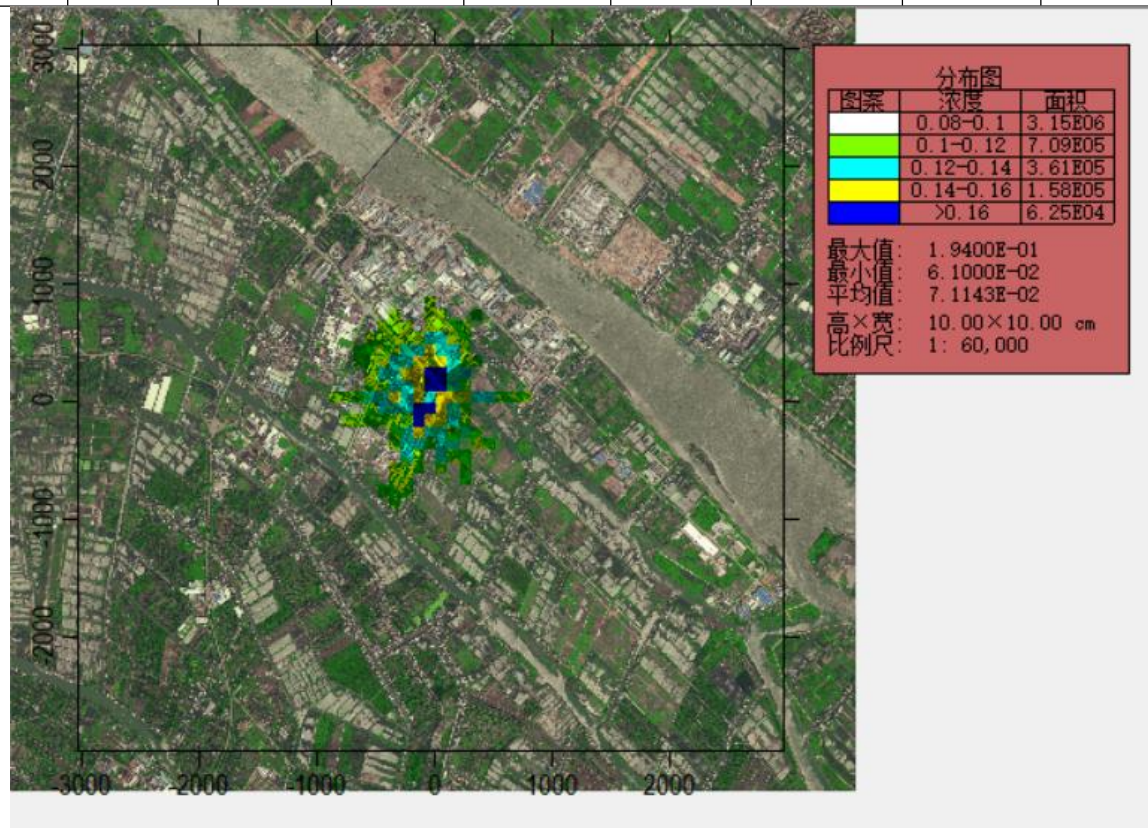 分布图
图案 浓度 面积
0.08-0.1 3.15E06
0.1-0.12 7.09E05
0.12-0.14 3.61E05
0.14-0.16 1.58E05
>0.16 6.25E04
最大值: 1.9400E-01
最小值: 6.1000E-02
平均值: 7.1143E-02
高×宽: 10.00×10.00 cm
比例尺: 1: 60,000
3000
2000
1000
0
-1000
-2000
-3000 -2000 -1000 0 1000 2000